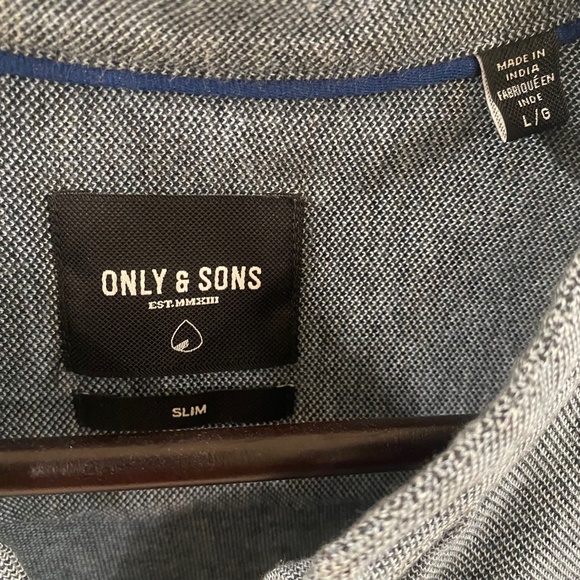 ONLY & SONS
EST.MMXIII
SLIM
MADE IN
INDIA
FABRIQUÉ EN
INDE
L/G